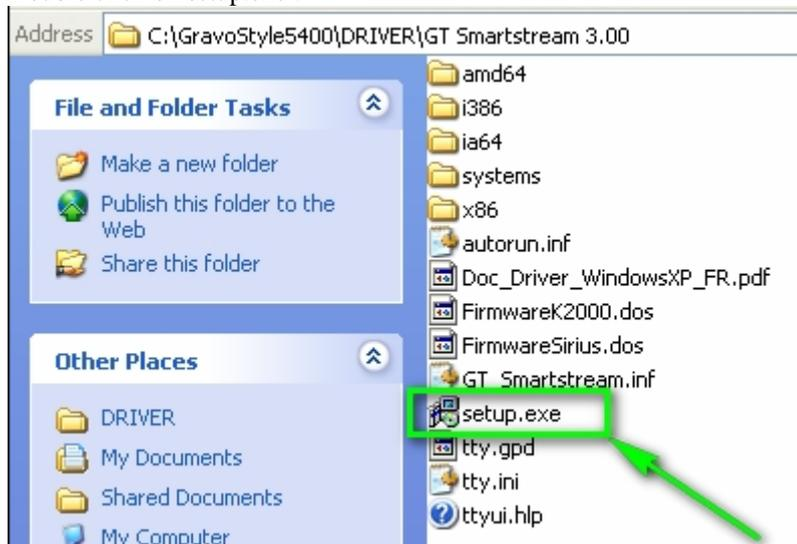 Address C:\GravoStyle5400\DRIVER\GT Smartstream 3.00
File and Folder Tasks
Make a new folder
Publish this folder to the
Web
Share this folder
Other Places
DRIVER
My Documents
Shared Documents
My Computer
amd64
i386
ia64
systems
x86
autorun.inf
Doc_Driver_WindowsXP_FR.pdf
FirmwareK2000.dos
FirmwareSirius.dos
GT_Smartstream.inf
setup.exe
tty.gpd
tty.ini
ttyui.hlp